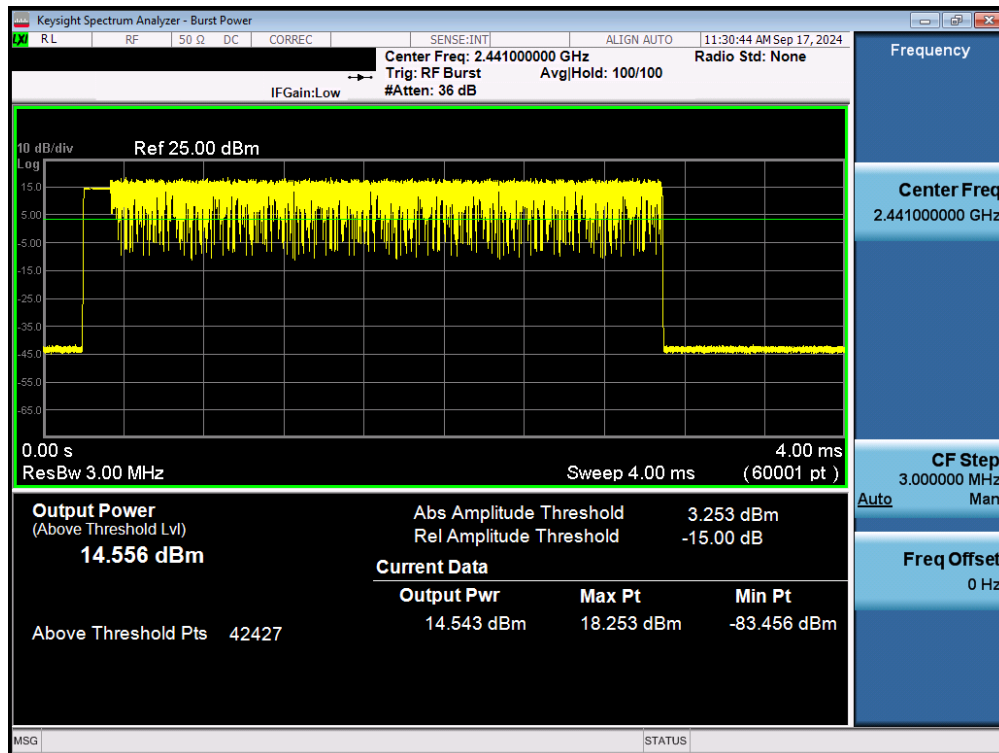 Keysight Spectrum Analyzer - Burst Power
LXI RL RF 50 Ω DC CORREC SENSE:INT ALIGN AUTO 11:30:44 AM Sep 17, 2024
Center Freq: 2.441000000 GHz Radio Std: None
Trig: RF Burst Avg|Hold: 100/100
IFGain:Low #Atten: 36 dB
10 dB/div Ref 25.00 dBm
Log
15.0
5.00
-5.00
-15.0
-25.0
-35.0
-45.0
-55.0
-65.0
0.00 s 4.00 ms
ResBw 3.00 MHz Sweep 4.00 ms (60001 pt)
Output Power
(Above Threshold Lvl)
14.556 dBm
Above Threshold Pts 42427
Abs Amplitude Threshold 3.253 dBm
Rel Amplitude Threshold -15.00 dB
Current Data
Output Pwr Max Pt Min Pt
14.543 dBm 18.253 dBm -83.456 dBm
Frequency
Center Freq
2.441000000 GHz
CF Step
3.000000 MHz
Auto Man
Freq Offset
0 Hz
MSG STATUS